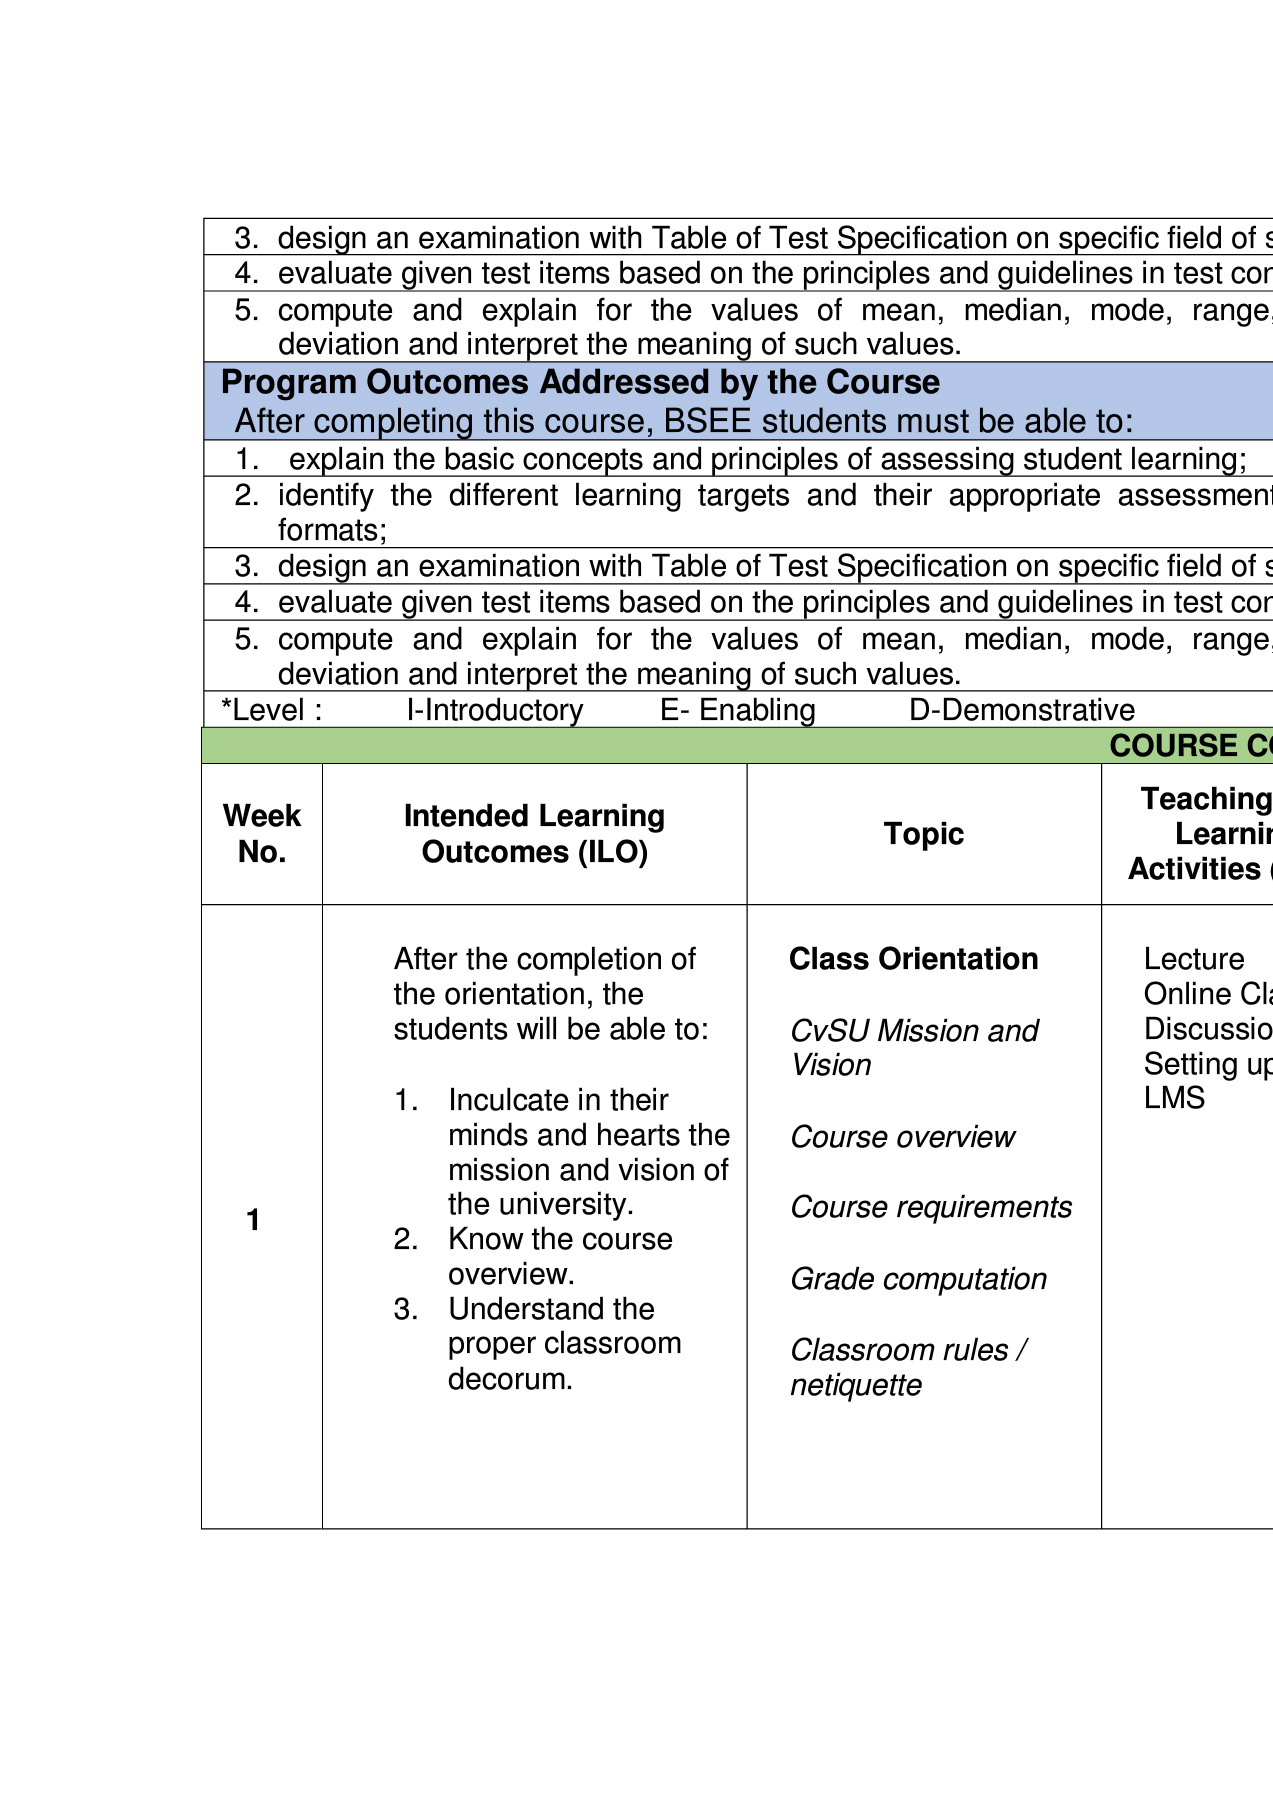 3. design an examination with Table of Test Specification on specific field of
4. evaluate given test items based on the principles and guidelines in test
5. compute and explain for the values of mean, median, mode, range,
deviation and interpret the meaning of such values.
Program Outcomes Addressed by the Course
After completing this course, BSEE students must be able to:
1. explain the basic concepts and principles of assessing student learning;
2. identify the different learning targets and their appropriate assessment
formats;
3. design an examination with Table of Test Specification on specific field of
4. evaluate given test items based on the principles and guidelines in test
5. compute and explain for the values of mean, median, mode, range,
deviation and interpret the meaning of such values.
*Level : I-Introductory E- Enabling D-Demonstrative
COURSE
Week
No.
Intended Learning
Outcomes (ILO)
Topic
Teaching
Activities
1
After the completion of
the orientation, the
students will be able to:
1. Inculcate in their
minds and hearts the
mission and vision of
the university.
2. Know the course
overview.
3. Understand the
proper classroom
decorum.
Class Orientation
CvSU Mission and
Vision
Course overview
Course requirements
Grade computation
Classroom rules /
netiquette
Lecture
Online
Setting up
LMS